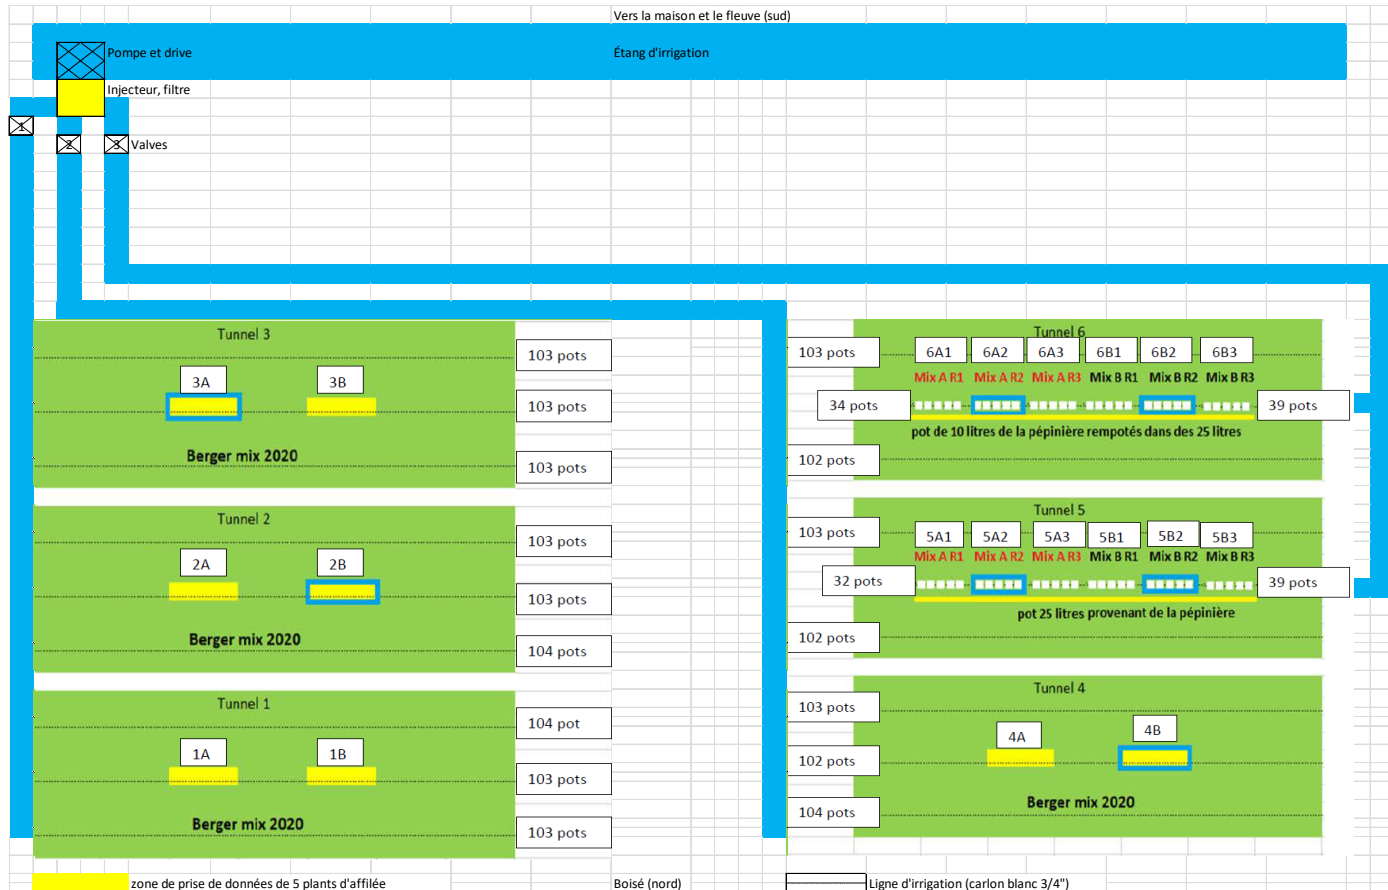 Vers la maison et le fleuve (sud)
Pompe et drive
Étang d'irrigation
Injecteur, filtre
1
2
3
Valves
Tunnel 3
103 pots
3A
3B
103 pots
Berger mix 2020
103 pots
Tunnel 2
103 pots
2A
2B
103 pots
Berger mix 2020
104 pots
Tunnel 1
104 pot
1A
1B
103 pots
Berger mix 2020
103 pots
Tunnel 6
103 pots
6A1
6A2
6A3
6B1
6B2
6B3
Mix A R1
Mix A R2
Mix A R3
Mix B R1
Mix B R2
Mix B R3
34 pots
39 pots
pot de 10 litres de la pépinière rempotés dans des 25 litres
102 pots
Tunnel 5
103 pots
5A1
5A2
5A3
5B1
5B2
5B3
Mix A R1
Mix A R2
Mix A R3
Mix B R1
Mix B R2
Mix B R3
32 pots
39 pots
pot 25 litres provenant de la pépinière
102 pots
Tunnel 4
103 pots
4A
4B
102 pots
Berger mix 2020
104 pots
zone de prise de données de 5 plants d'affilée
Boisé (nord)
Ligne d'irrigation (carlon blanc 3/4")